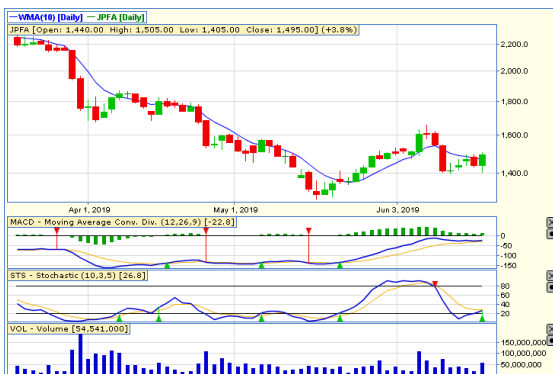 WMA(10) [Daily] JPFA [Daily]
JPFA [Open: 1,440.00 High: 1,505.00 Low: 1,405.00 Close: 1,495.00] (+3.8%)
2,200.0
2,000.0
1,800.0
1,600.0
1,400.0
Apr 1, 2019 May 1, 2019 Jun 3, 2019
MACD - Moving Average Conv. Div. (12,26,9) [-22.8]
0
-50
-100
-150
STS - Stochastic (10,3,5) [26.8]
80
60
40
20
VOL - Volume [54,541,000]
150,000,000
100,000,000
50,000,000